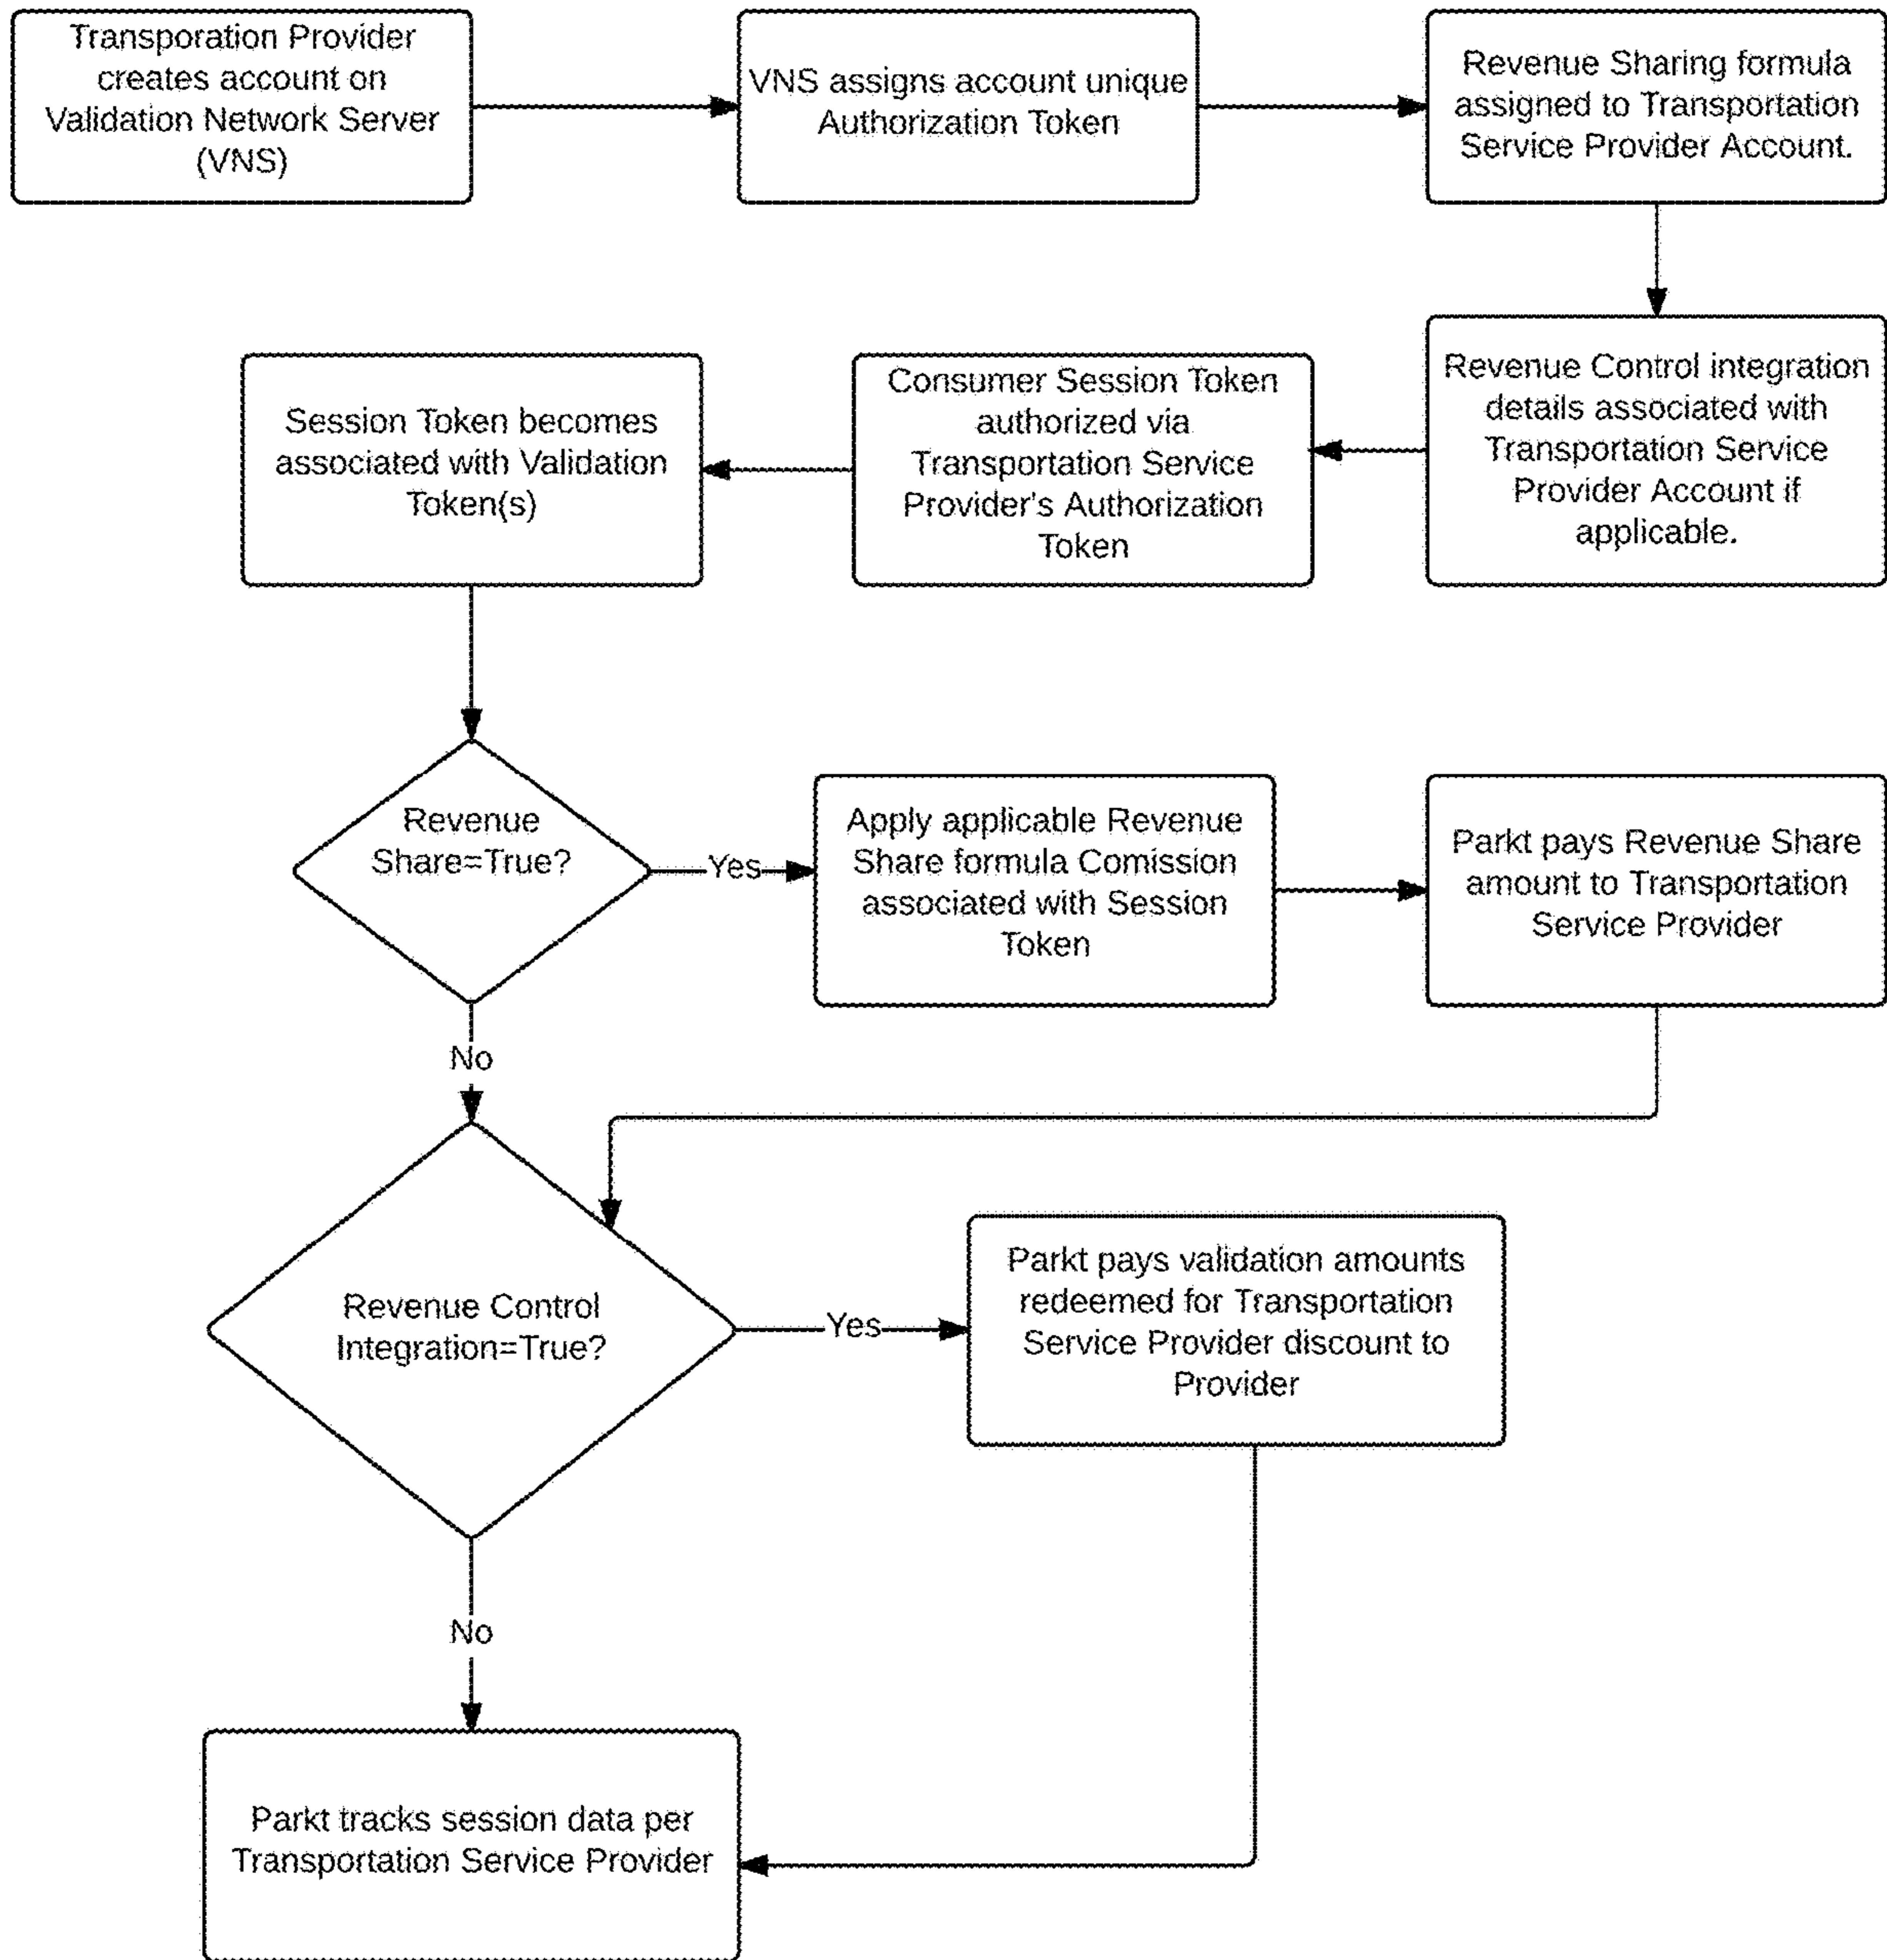 Transporation Provider
creates account on
Validation Network Server
(VNS)
VNS assigns account unique
Authorization Token
Revenue Sharing formula
assigned to Transportation
Service Provider Account.
Revenue Control integration
details associated with
Transportation Service
Provider Account if
applicable.
Consumer Session Token
authorized via
Transportation Service
Provider's Authorization
Token
Session Token becomes
associated with Validation
Token(s)
Revenue
Share=True?
Yes
Apply applicable Revenue
Share formula Comission
associated with Session
Token
Parkt pays Revenue Share
amount to Transportation
Service Provider
No
Revenue Control
Integration=True?
Yes
Parkt pays validation amounts
redeemed for Transportation
Service Provider discount to
Provider
No
Parkt tracks session data per
Transportation Service Provider